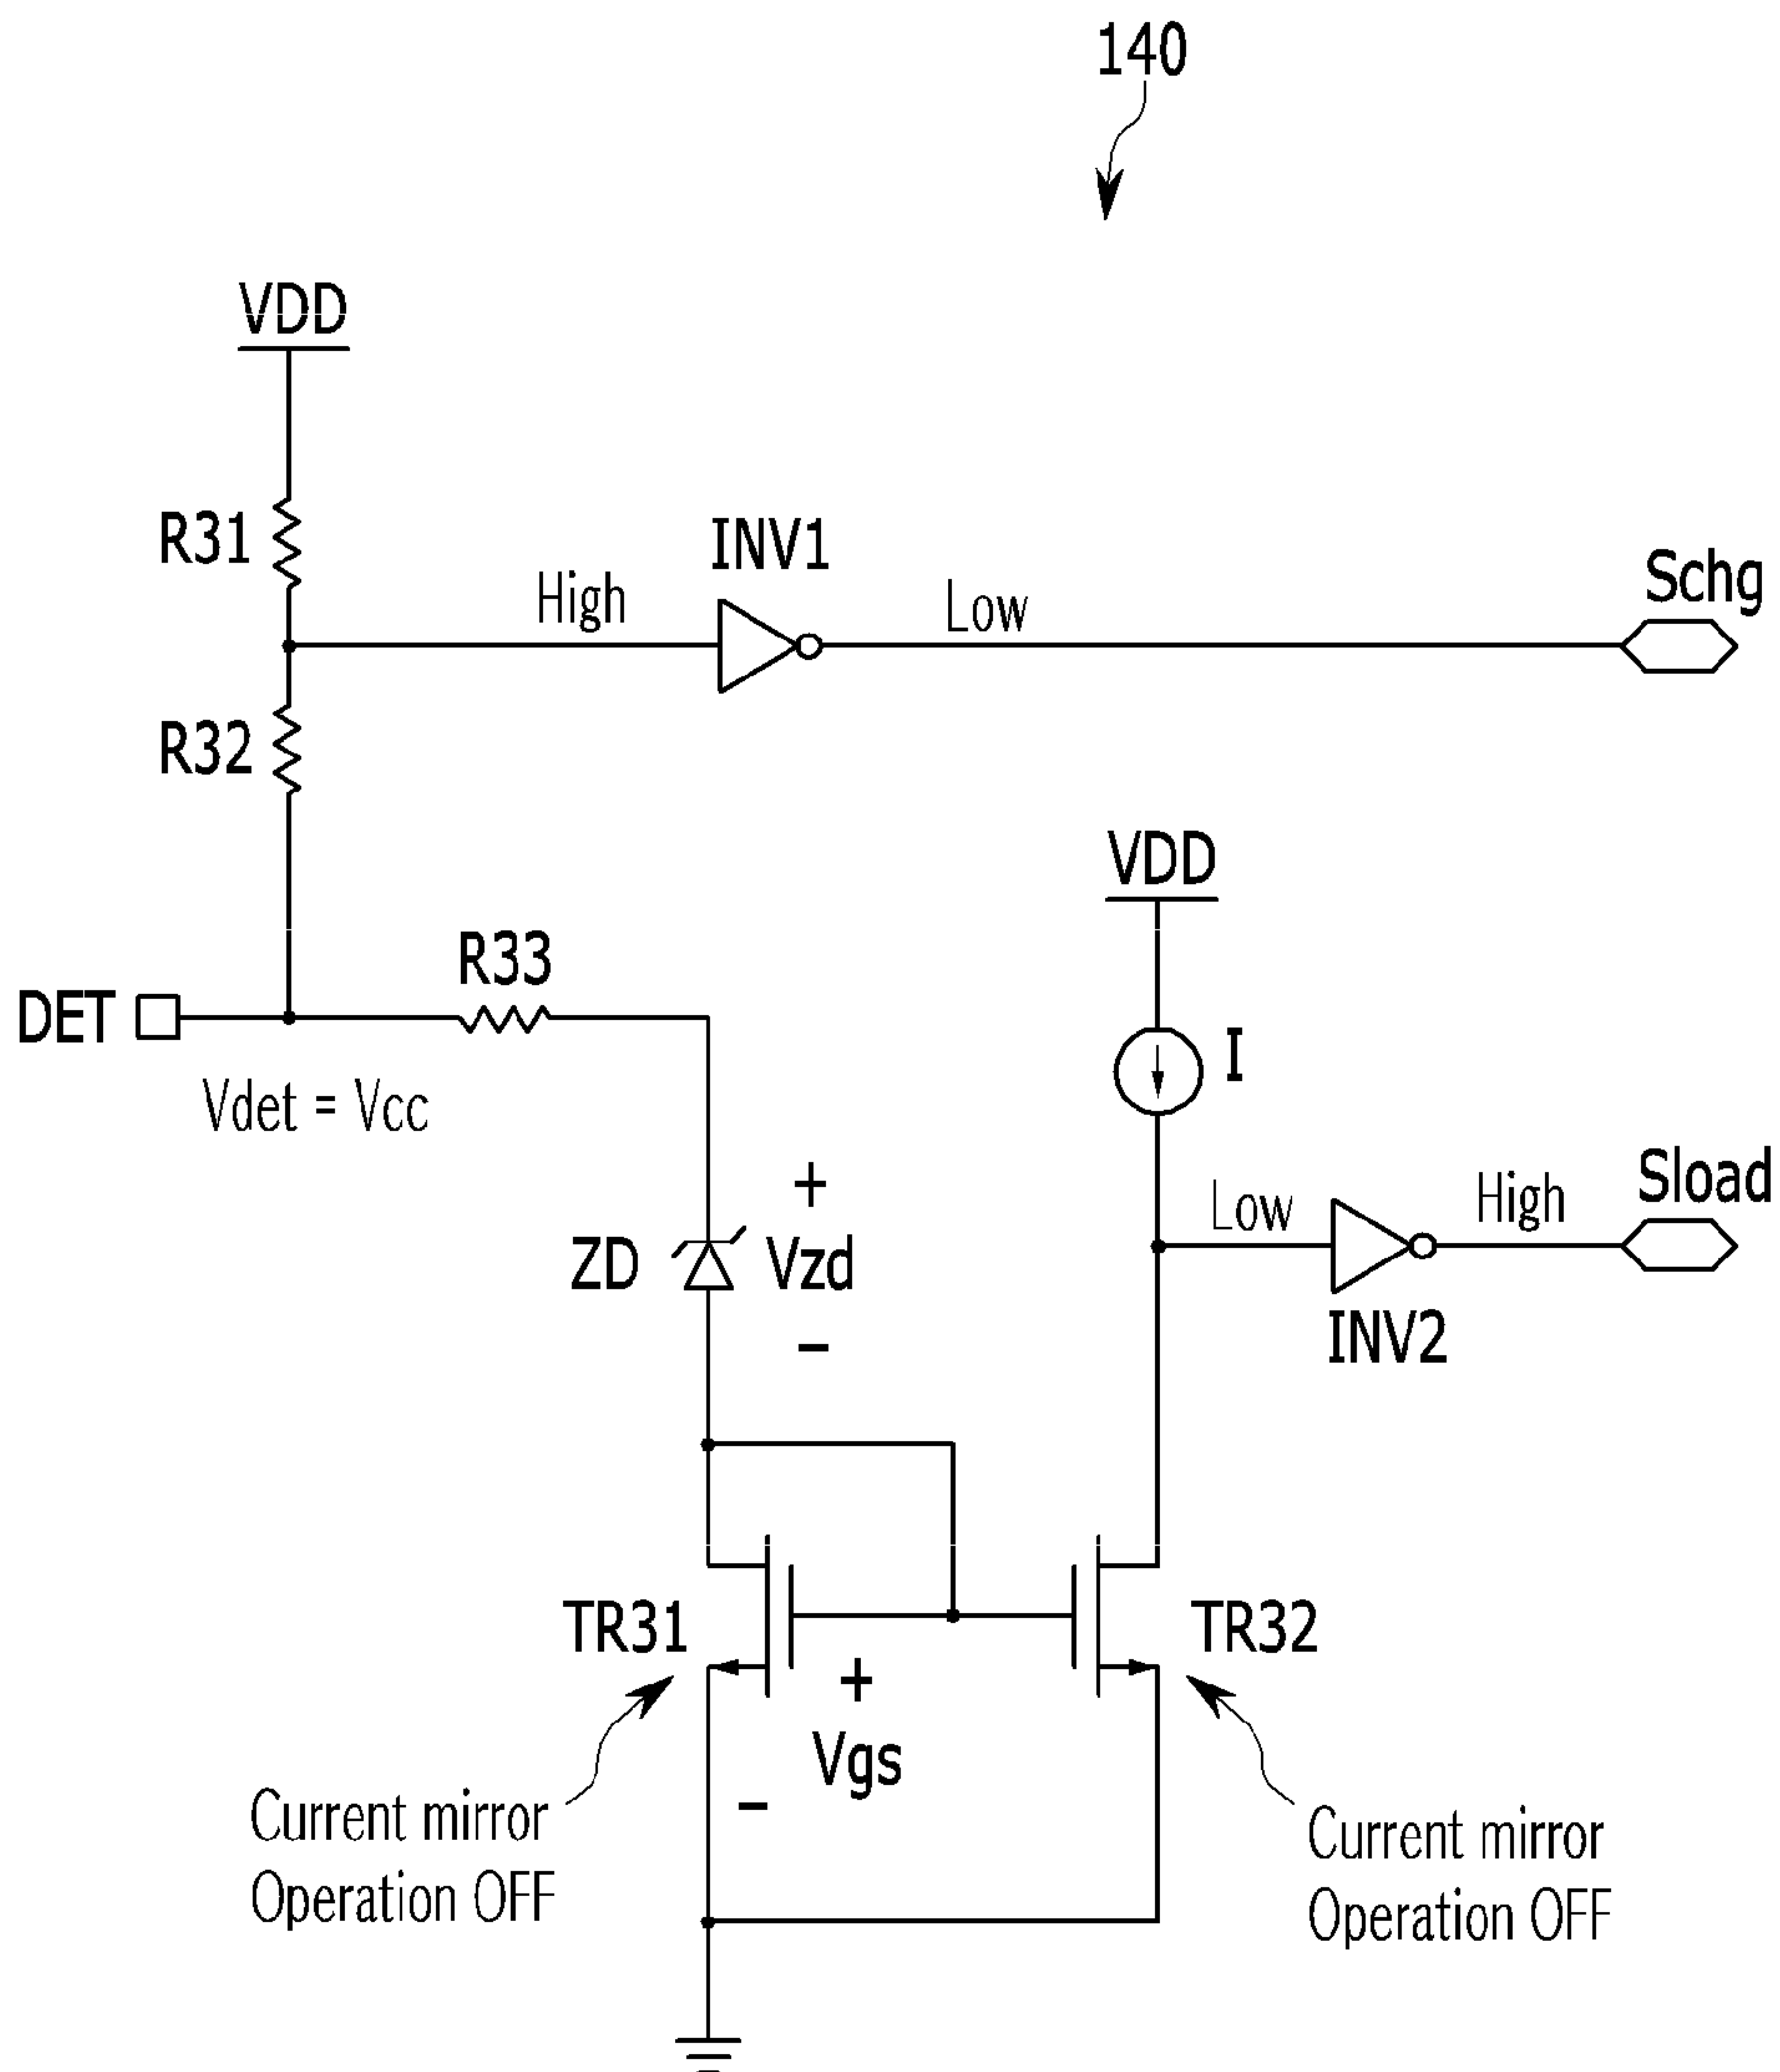 140
VDD
R31
INV1
High
Low
Schg
R32
VDD
R33
DET
I
Vdet = Vcc
+
Low
High
Sload
ZD
Vzd
−
INV2
TR31
TR32
+
Vgs
−
Current mirror
Operation OFF
Current mirror
Operation OFF